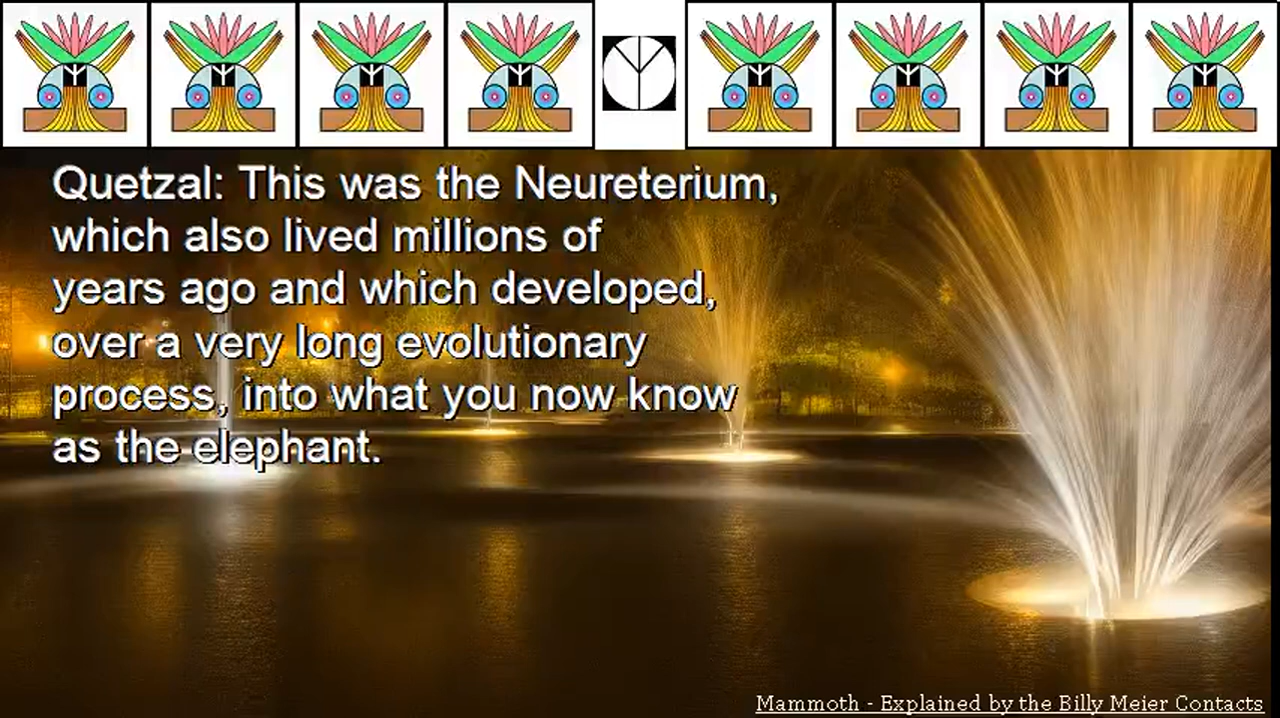 Quetzal: This was the Neureterium,
which also lived millions of
years ago and which developed,
over a very long evolutionary
process, into what you now know
as the elephant.
Mammoth - Explained by the Billy Meier Contacts